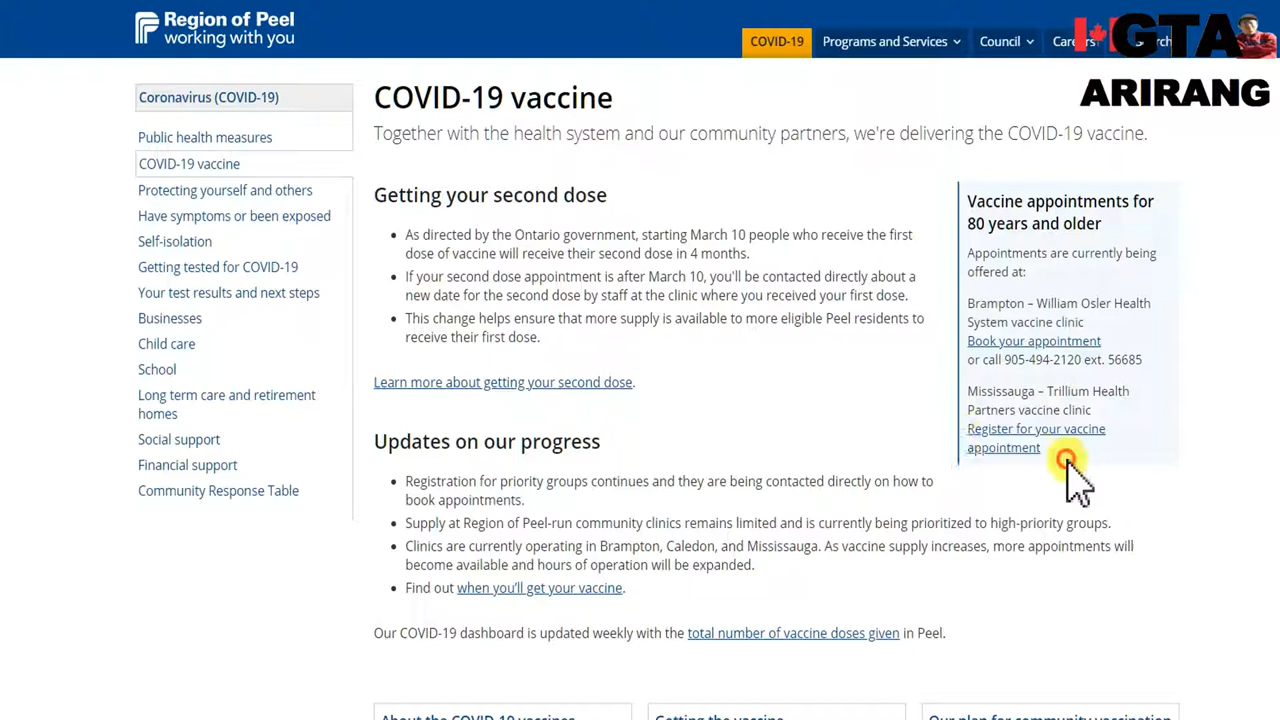 Region of Peel
working with you
COVID-19
Programs and Services
Council
GTA
ARIRANG
Coronavirus (COVID-19)
Public health measures
COVID-19 vaccine
Protecting yourself and others
Have symptoms or been exposed
Self-isolation
Getting tested for COVID-19
Your test results and next steps
Businesses
Child care
School
Long term care and retirement
homes
Social support
Financial support
Community Response Table
COVID-19 vaccine
Together with the health system and our community partners, we're delivering the COVID-19 vaccine.
Getting your second dose
• As directed by the Ontario government, starting March 10 people who receive the first
dose of vaccine will receive their second dose in 4 months.
• If your second dose appointment is after March 10, you'll be contacted directly about a
new date for the second dose by staff at the clinic where you received your first dose.
• This change helps ensure that more supply is available to more eligible Peel residents to
receive their first dose.
Learn more about getting your second dose.
Updates on our progress
• Registration for priority groups continues and they are being contacted directly on how to
book appointments.
• Supply at Region of Peel-run community clinics remains limited and is currently being prioritized to high-priority groups.
• Clinics are currently operating in Brampton, Caledon, and Mississauga. As vaccine supply increases, more appointments will
become available and hours of operation will be expanded.
• Find out when you'll get your vaccine.
Our COVID-19 dashboard is updated weekly with the total number of vaccine doses given in Peel.
Vaccine appointments for
80 years and older
Appointments are currently being
offered at:
Brampton – William Osler Health
System vaccine clinic
Book your appointment
or call 905-494-2120 ext. 56685
Mississauga – Trillium Health
Partners vaccine clinic
Register for your vaccine
appointment
About the COVID-19 vaccines
Getting the vaccine
Our plan for community vaccination